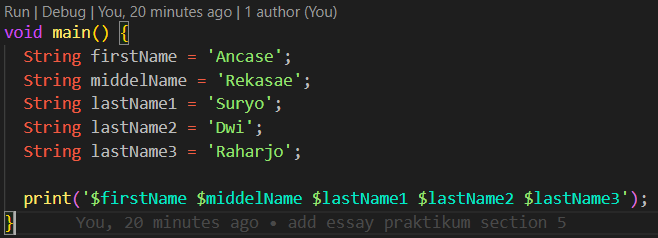 Run | Debug | You, 20 minutes ago | 1 author (You)
void main() {
  String firstName = 'Ancase';
  String middelName = 'Rekasae';
  String lastName1 = 'Suryo';
  String lastName2 = 'Dwi';
  String lastName3 = 'Raharjo';

  print('$firstName $middelName $lastName1 $lastName2 $lastName3');
}      You, 20 minutes ago • add essay praktikum section 5